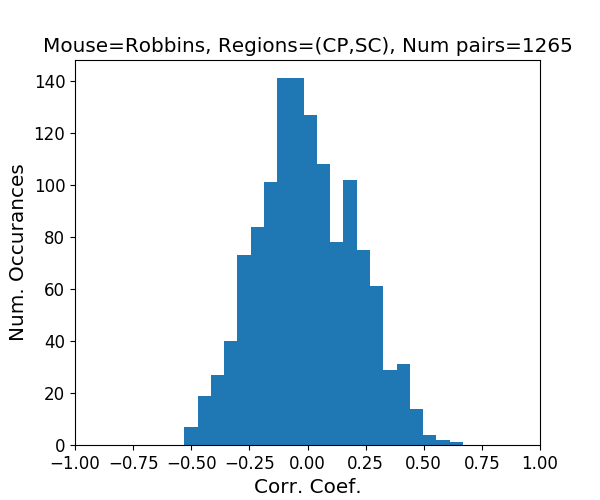 Mouse=Robbins, Regions=(CP,SC), Num pairs=1265
140
120
100
80
60
40
20
0
Num. Occurances
−1.00 −0.75 −0.50 −0.25 0.00 0.25 0.50 0.75 1.00
Corr. Coef.